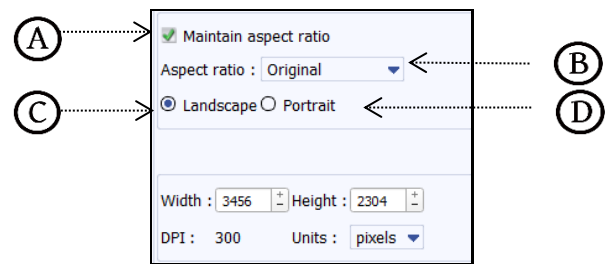 A
Maintain aspect ratio
Aspect ratio : Original
B
C
Landscape Portrait
D
Width : 3456 + - Height : 2304 + -
DPI : 300 Units : pixels